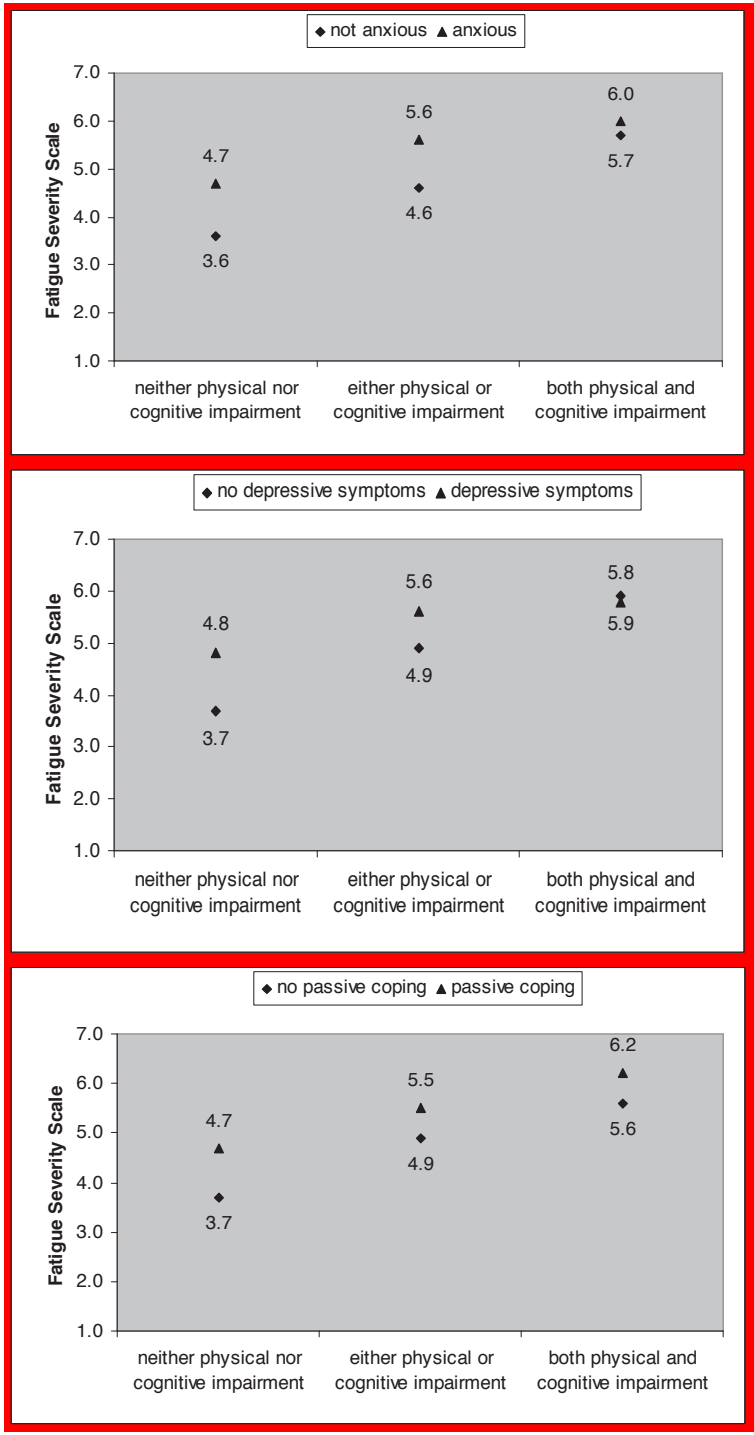 ◆ not anxious ▲ anxious
Fatigue Severity Scale
7.0
6.0
5.0
4.0
3.0
2.0
1.0
4.7
3.6
5.6
4.6
6.0
5.7
neither physical nor
cognitive impairment
either physical or
cognitive impairment
both physical and
cognitive impairment
◆ no depressive symptoms ▲ depressive symptoms
Fatigue Severity Scale
7.0
6.0
5.0
4.0
3.0
2.0
1.0
4.8
3.7
5.6
4.9
5.8
5.9
neither physical nor
cognitive impairment
either physical or
cognitive impairment
both physical and
cognitive impairment
◆ no passive coping ▲ passive coping
Fatigue Severity Scale
7.0
6.0
5.0
4.0
3.0
2.0
1.0
4.7
3.7
5.5
4.9
6.2
5.6
neither physical nor
cognitive impairment
either physical or
cognitive impairment
both physical and
cognitive impairment